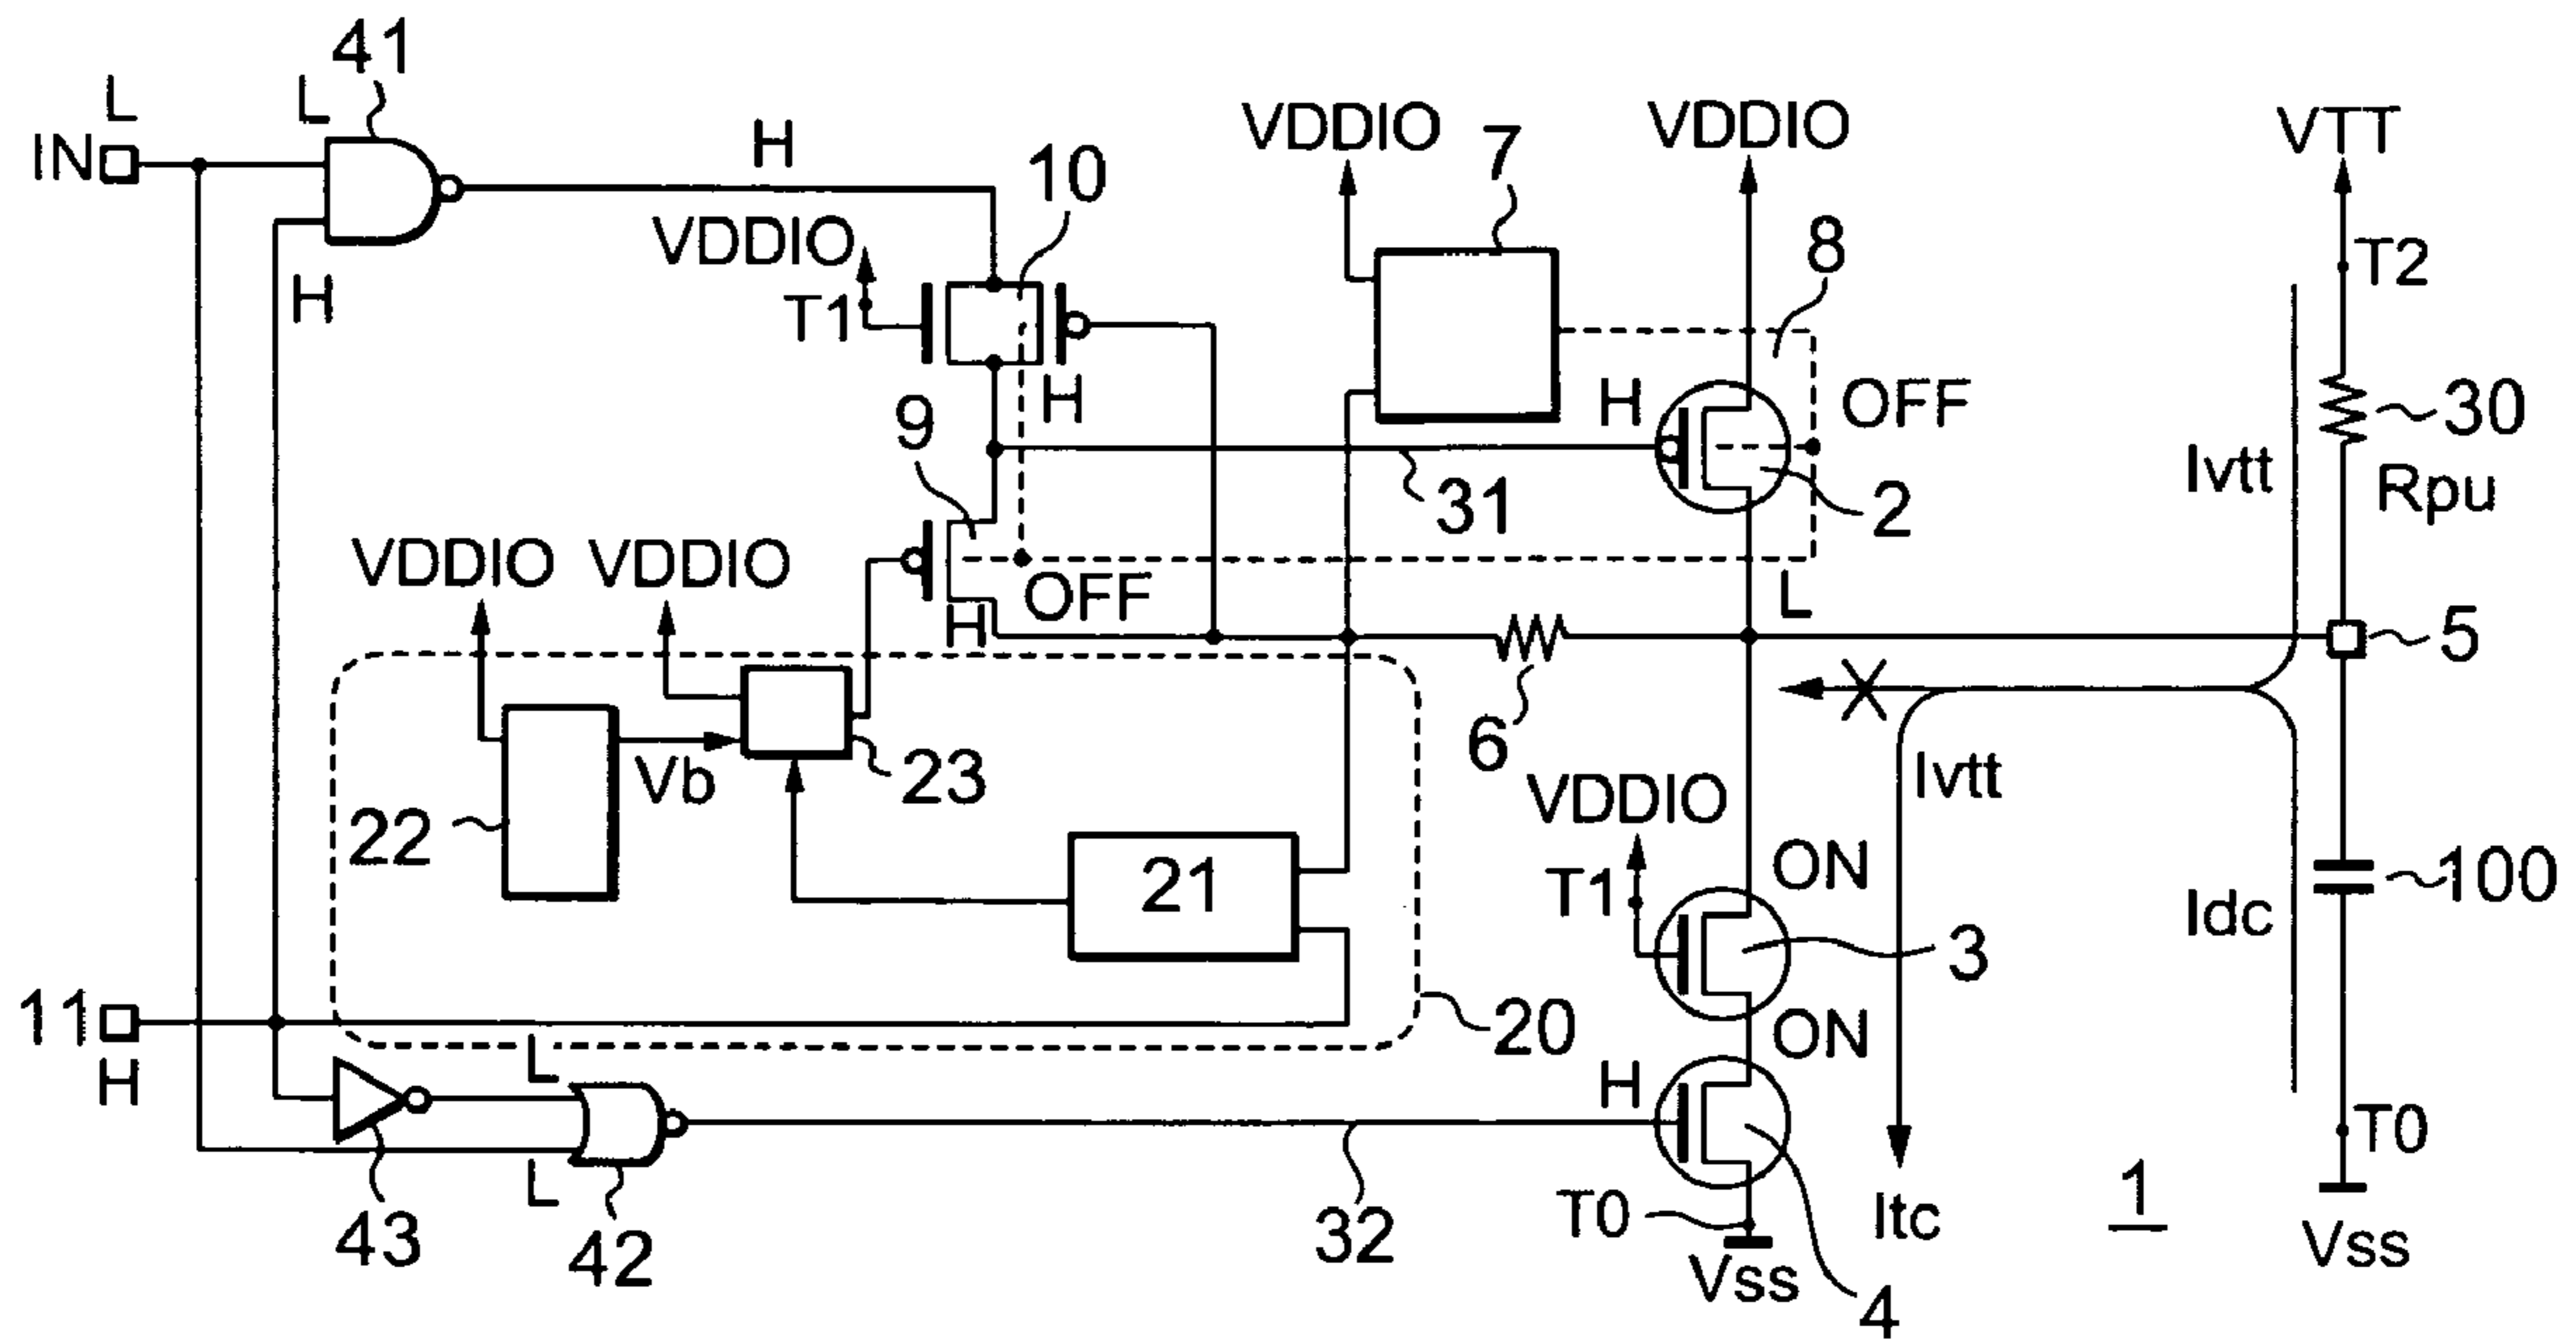 41
L
L
IN
H
H
10
VDDIO
T1
H
VDDIO
7
VDDIO
8
VTT
T2
H
OFF
30
Rpu
Ivtt
9
31
2
VDDIO
VDDIO
OFF
H
L
5
6
Vb
23
22
21
VDDIO
T1
ON
3
Ivtt
Idc
100
11
H
20
ON
L
H
L
43
42
32
T0
Vss
4
Itc
1
T0
Vss